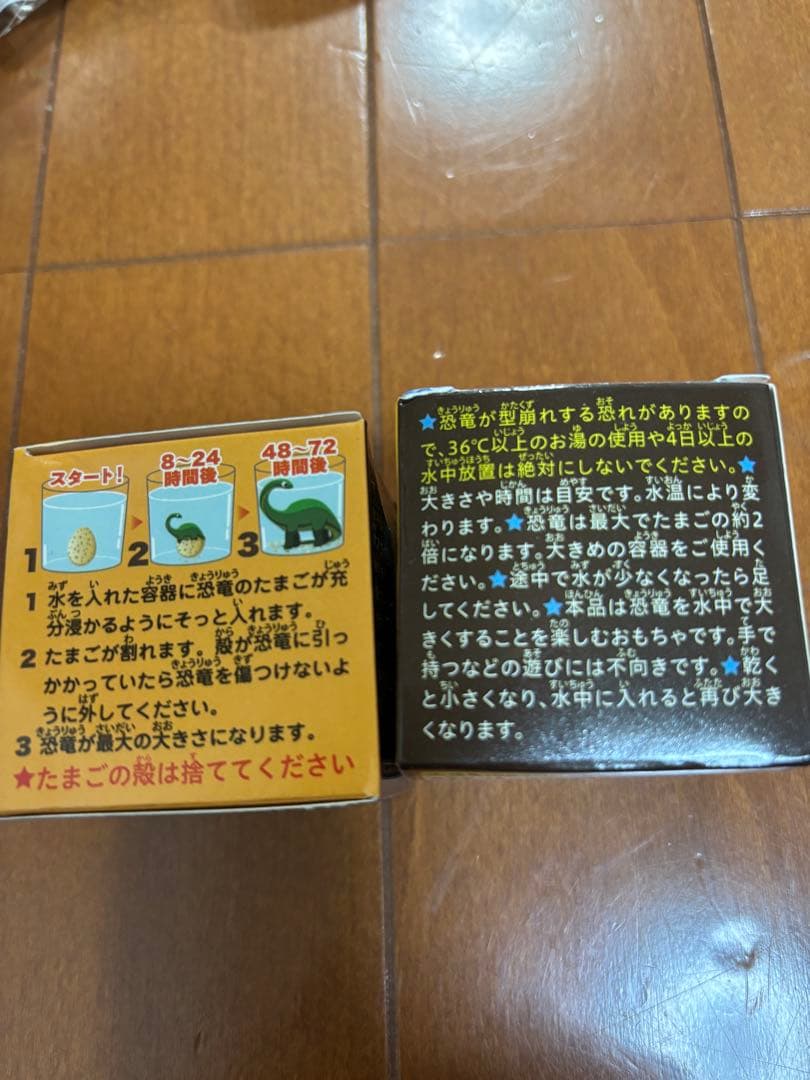 スタート!
8〜24
時間後
48〜72
時間後
1
2
3
1 水を入れた容器に恐竜のたまごが充
分浸かるようにそっと入れます。
2 たまごが割れます。殻が恐竜に引っ
かかっていたら恐竜を傷つけないよ
うに外してください。
3 恐竜が最大の大きさになります。
★たまごの殻は捨ててください
★恐竜が型崩れする恐れがありますの
で、36℃以上のお湯の使用や4日以上の
水中放置は絶対にしないでください。★
大きさや時間は目安です。水温により変
わります。★恐竜は最大でたまごの約2
倍になります。大きめの容器をご使用く
ださい。★途中で水が少なくなったら足
してください。★本品は恐竜を水中で大
きくすることを楽しむおもちゃです。手で
持つなどの遊びには不向きです。★乾く
と小さくなり、水中に入れると再び大き
くなります。